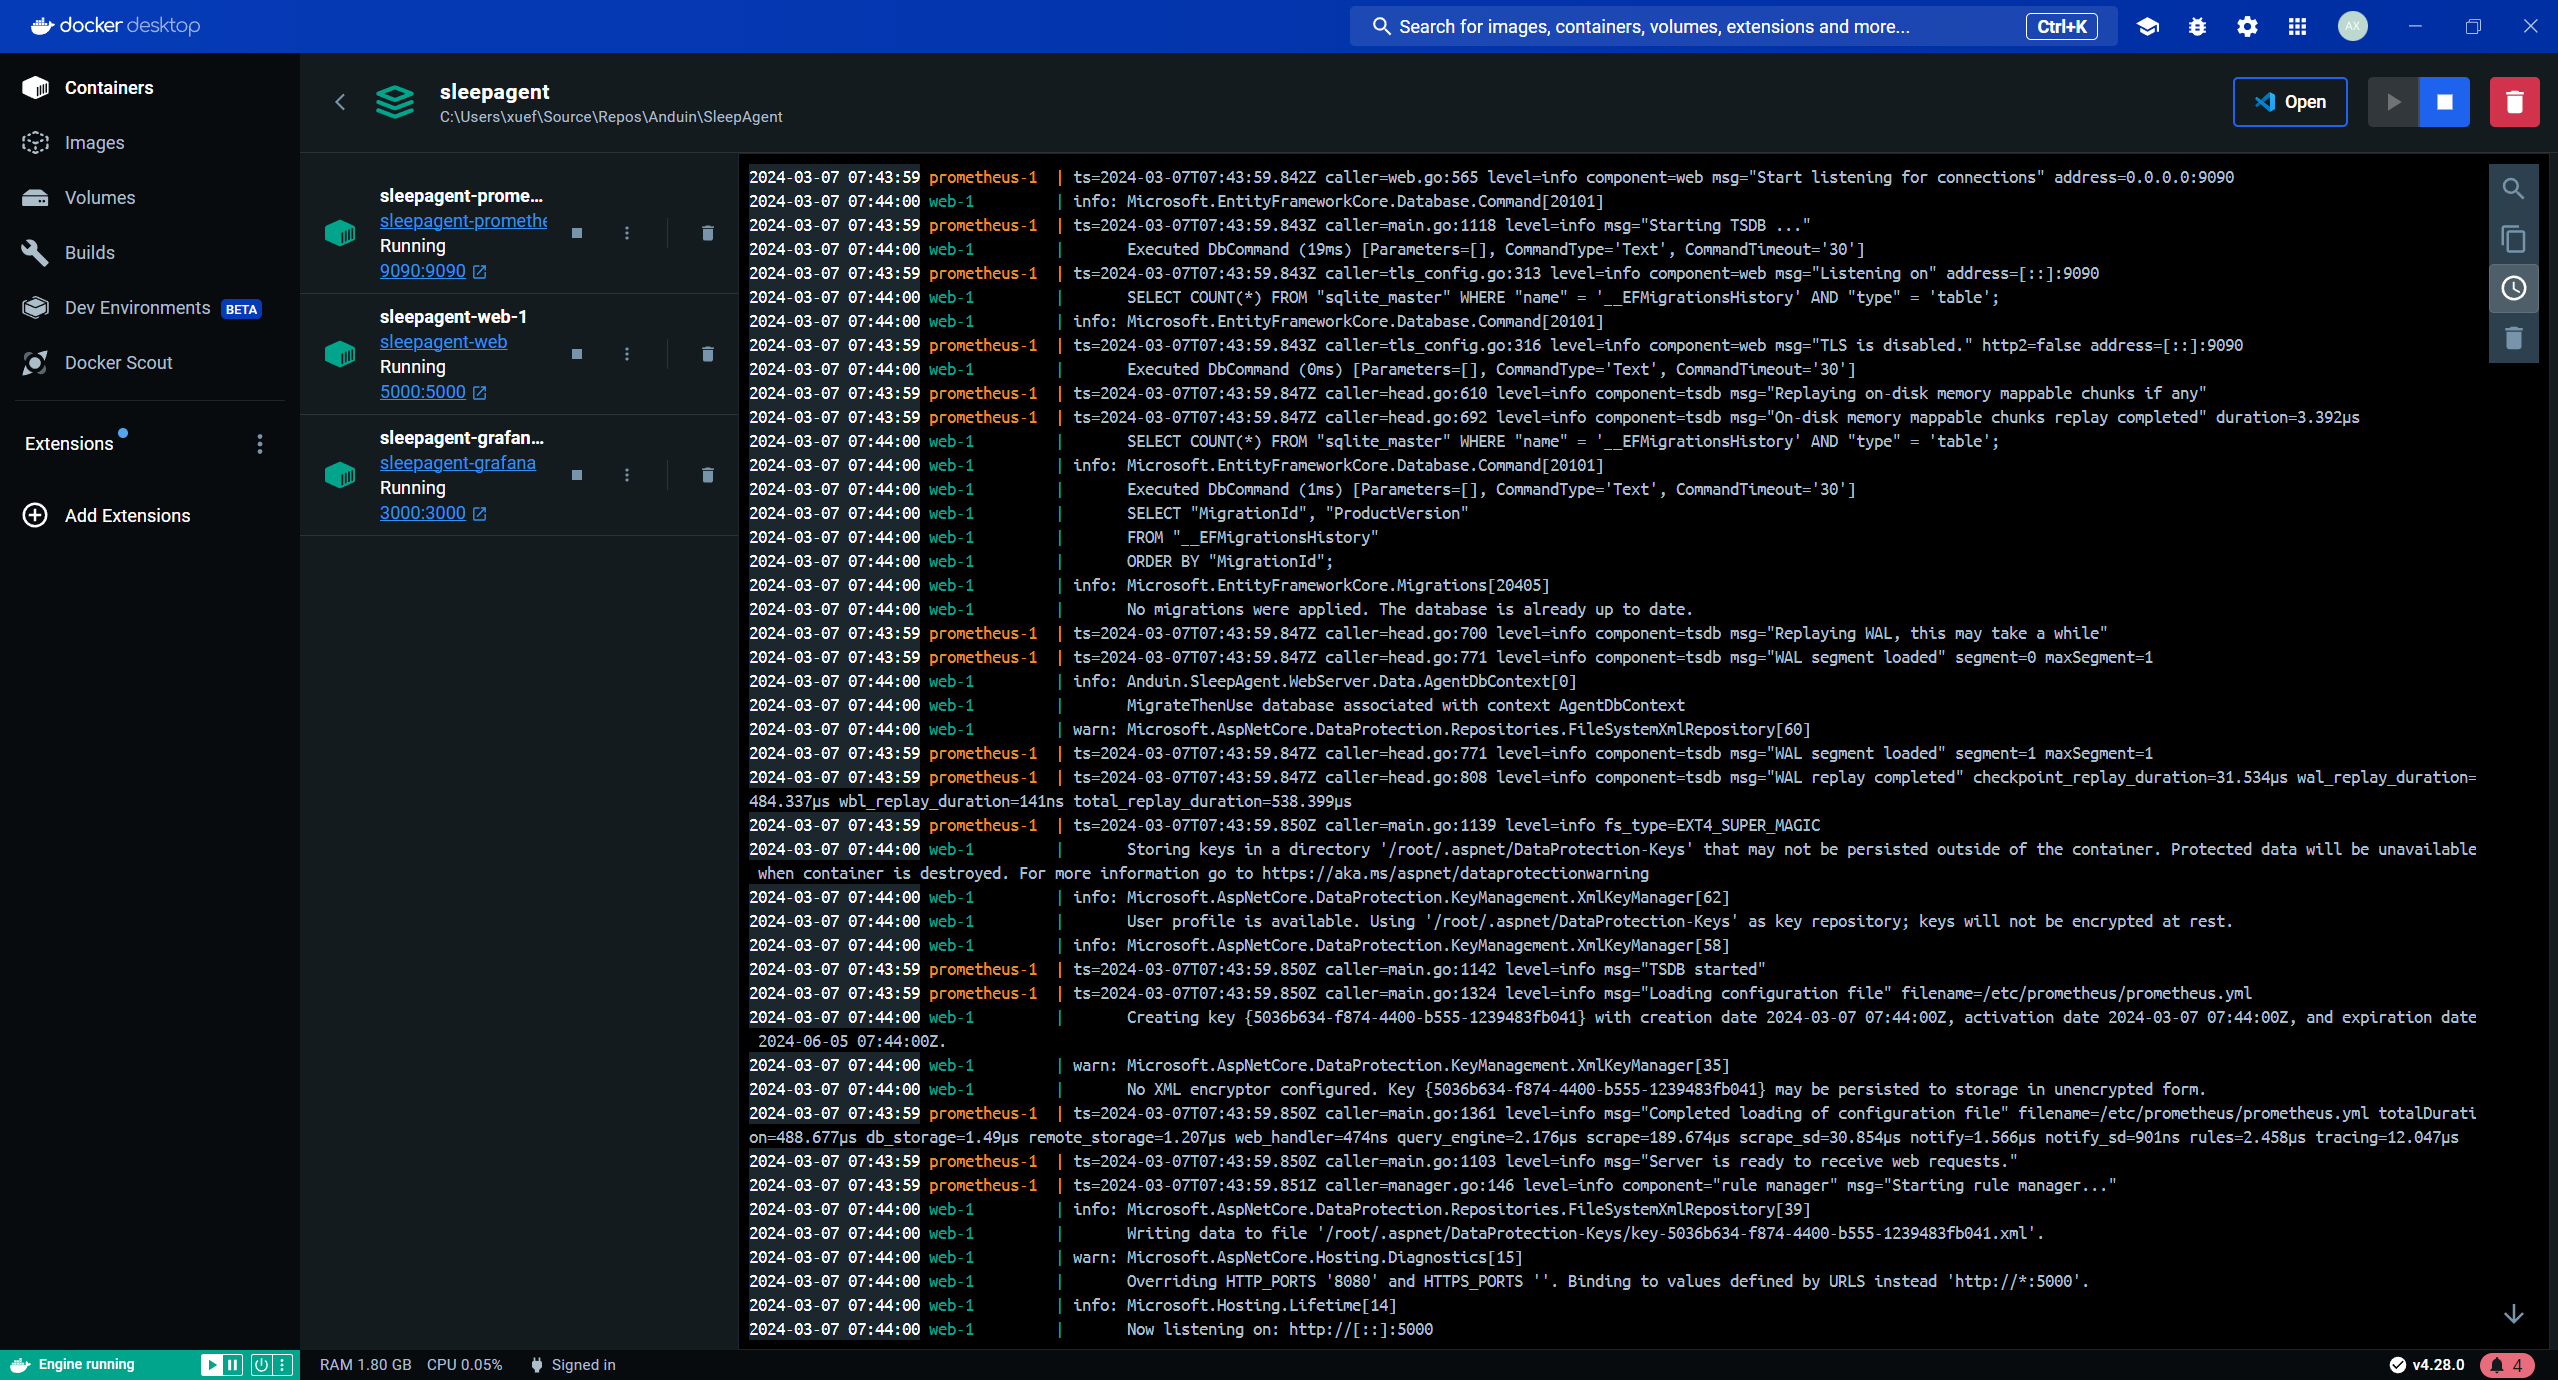 docker desktop
Search for images, containers, volumes, extensions and more...
Ctrl+K
AX
Containers
Images
Volumes
Builds
Dev Environments BETA
Docker Scout
Extensions
Add Extensions
sleepagent
C:\Users\xuef\Source\Repos\Anduin\SleepAgent
Open
sleepagent-prome...
sleepagent-promethe
Running
9090:9090
sleepagent-web-1
sleepagent-web
Running
5000:5000
sleepagent-grafan...
sleepagent-grafana
Running
3000:3000
2024-03-07 07:43:59 prometheus-1 | ts=2024-03-07T07:43:59.842Z caller=web.go:565 level=info component=web msg="Start listening for connections" address=0.0.0.0:9090
2024-03-07 07:44:00 web-1 | info: Microsoft.EntityFrameworkCore.Database.Command[20101]
2024-03-07 07:43:59 prometheus-1 | ts=2024-03-07T07:43:59.843Z caller=main.go:1118 level=info msg="Starting TSDB ..."
2024-03-07 07:44:00 web-1 | Executed DbCommand (19ms) [Parameters=[], CommandType='Text', CommandTimeout='30']
2024-03-07 07:43:59 prometheus-1 | ts=2024-03-07T07:43:59.843Z caller=tls_config.go:313 level=info component=web msg="Listening on" address=[::]:9090
2024-03-07 07:44:00 web-1 | SELECT COUNT(*) FROM "sqlite_master" WHERE "name" = '__EFMigrationsHistory' AND "type" = 'table';
2024-03-07 07:44:00 web-1 | info: Microsoft.EntityFrameworkCore.Database.Command[20101]
2024-03-07 07:43:59 prometheus-1 | ts=2024-03-07T07:43:59.843Z caller=tls_config.go:316 level=info component=web msg="TLS is disabled." http2=false address=[::]:9090
2024-03-07 07:44:00 web-1 | Executed DbCommand (0ms) [Parameters=[], CommandType='Text', CommandTimeout='30']
2024-03-07 07:43:59 prometheus-1 | ts=2024-03-07T07:43:59.847Z caller=head.go:610 level=info component=tsdb msg="Replaying on-disk memory mappable chunks if any"
2024-03-07 07:43:59 prometheus-1 | ts=2024-03-07T07:43:59.847Z caller=head.go:692 level=info component=tsdb msg="On-disk memory mappable chunks replay completed" duration=3.392µs
2024-03-07 07:44:00 web-1 | SELECT COUNT(*) FROM "sqlite_master" WHERE "name" = '__EFMigrationsHistory' AND "type" = 'table';
2024-03-07 07:44:00 web-1 | info: Microsoft.EntityFrameworkCore.Database.Command[20101]
2024-03-07 07:44:00 web-1 | Executed DbCommand (1ms) [Parameters=[], CommandType='Text', CommandTimeout='30']
2024-03-07 07:44:00 web-1 | SELECT "MigrationId", "ProductVersion"
2024-03-07 07:44:00 web-1 | FROM "__EFMigrationsHistory"
2024-03-07 07:44:00 web-1 | ORDER BY "MigrationId";
2024-03-07 07:44:00 web-1 | info: Microsoft.EntityFrameworkCore.Migrations[20405]
2024-03-07 07:44:00 web-1 | No migrations were applied. The database is already up to date.
2024-03-07 07:43:59 prometheus-1 | ts=2024-03-07T07:43:59.847Z caller=head.go:700 level=info component=tsdb msg="Replaying WAL, this may take a while"
2024-03-07 07:43:59 prometheus-1 | ts=2024-03-07T07:43:59.847Z caller=head.go:771 level=info component=tsdb msg="WAL segment loaded" segment=0 maxSegment=1
2024-03-07 07:44:00 web-1 | info: Anduin.SleepAgent.WebServer.Data.AgentDbContext[0]
2024-03-07 07:44:00 web-1 | MigrateThenUse database associated with context AgentDbContext
2024-03-07 07:44:00 web-1 | warn: Microsoft.AspNetCore.DataProtection.Repositories.FileSystemXmlRepository[60]
2024-03-07 07:43:59 prometheus-1 | ts=2024-03-07T07:43:59.847Z caller=head.go:771 level=info component=tsdb msg="WAL segment loaded" segment=1 maxSegment=1
2024-03-07 07:43:59 prometheus-1 | ts=2024-03-07T07:43:59.847Z caller=head.go:808 level=info component=tsdb msg="WAL replay completed" checkpoint_replay_duration=31.534µs wal_replay_duration=
484.337µs wbl_replay_duration=141ns total_replay_duration=538.399µs
2024-03-07 07:43:59 prometheus-1 | ts=2024-03-07T07:43:59.850Z caller=main.go:1139 level=info fs_type=EXT4_SUPER_MAGIC
2024-03-07 07:44:00 web-1 | Storing keys in a directory '/root/.aspnet/DataProtection-Keys' that may not be persisted outside of the container. Protected data will be unavailable
when container is destroyed. For more information go to https://aka.ms/aspnet/dataprotectionwarning
2024-03-07 07:44:00 web-1 | info: Microsoft.AspNetCore.DataProtection.KeyManagement.XmlKeyManager[62]
2024-03-07 07:44:00 web-1 | User profile is available. Using '/root/.aspnet/DataProtection-Keys' as key repository; keys will not be encrypted at rest.
2024-03-07 07:44:00 web-1 | info: Microsoft.AspNetCore.DataProtection.KeyManagement.XmlKeyManager[58]
2024-03-07 07:43:59 prometheus-1 | ts=2024-03-07T07:43:59.850Z caller=main.go:1142 level=info msg="TSDB started"
2024-03-07 07:43:59 prometheus-1 | ts=2024-03-07T07:43:59.850Z caller=main.go:1324 level=info msg="Loading configuration file" filename=/etc/prometheus/prometheus.yml
2024-03-07 07:44:00 web-1 | Creating key {5036b634-f874-4400-b555-1239483fb041} with creation date 2024-03-07 07:44:00Z, activation date 2024-03-07 07:44:00Z, and expiration date
2024-06-05 07:44:00Z.
2024-03-07 07:44:00 web-1 | warn: Microsoft.AspNetCore.DataProtection.KeyManagement.XmlKeyManager[35]
2024-03-07 07:44:00 web-1 | No XML encryptor configured. Key {5036b634-f874-4400-b555-1239483fb041} may be persisted to storage in unencrypted form.
2024-03-07 07:43:59 prometheus-1 | ts=2024-03-07T07:43:59.850Z caller=main.go:1361 level=info msg="Completed loading of configuration file" filename=/etc/prometheus/prometheus.yml totalDurati
on=488.677µs db_storage=1.49µs remote_storage=1.207µs web_handler=474ns query_engine=2.176µs scrape=189.674µs scrape_sd=30.854µs notify=1.566µs notify_sd=901ns rules=2.458µs tracing=12.047µs
2024-03-07 07:43:59 prometheus-1 | ts=2024-03-07T07:43:59.850Z caller=main.go:1103 level=info msg="Server is ready to receive web requests."
2024-03-07 07:43:59 prometheus-1 | ts=2024-03-07T07:43:59.851Z caller=manager.go:146 level=info component="rule manager" msg="Starting rule manager..."
2024-03-07 07:44:00 web-1 | info: Microsoft.AspNetCore.DataProtection.Repositories.FileSystemXmlRepository[39]
2024-03-07 07:44:00 web-1 | Writing data to file '/root/.aspnet/DataProtection-Keys/key-5036b634-f874-4400-b555-1239483fb041.xml'.
2024-03-07 07:44:00 web-1 | warn: Microsoft.AspNetCore.Hosting.Diagnostics[15]
2024-03-07 07:44:00 web-1 | Overriding HTTP_PORTS '8080' and HTTPS_PORTS ''. Binding to values defined by URLS instead 'http://*:5000'.
2024-03-07 07:44:00 web-1 | info: Microsoft.Hosting.Lifetime[14]
2024-03-07 07:44:00 web-1 | Now listening on: http://[::]:5000
Engine running
RAM 1.80 GB CPU 0.05% Signed in
v4.28.0
4